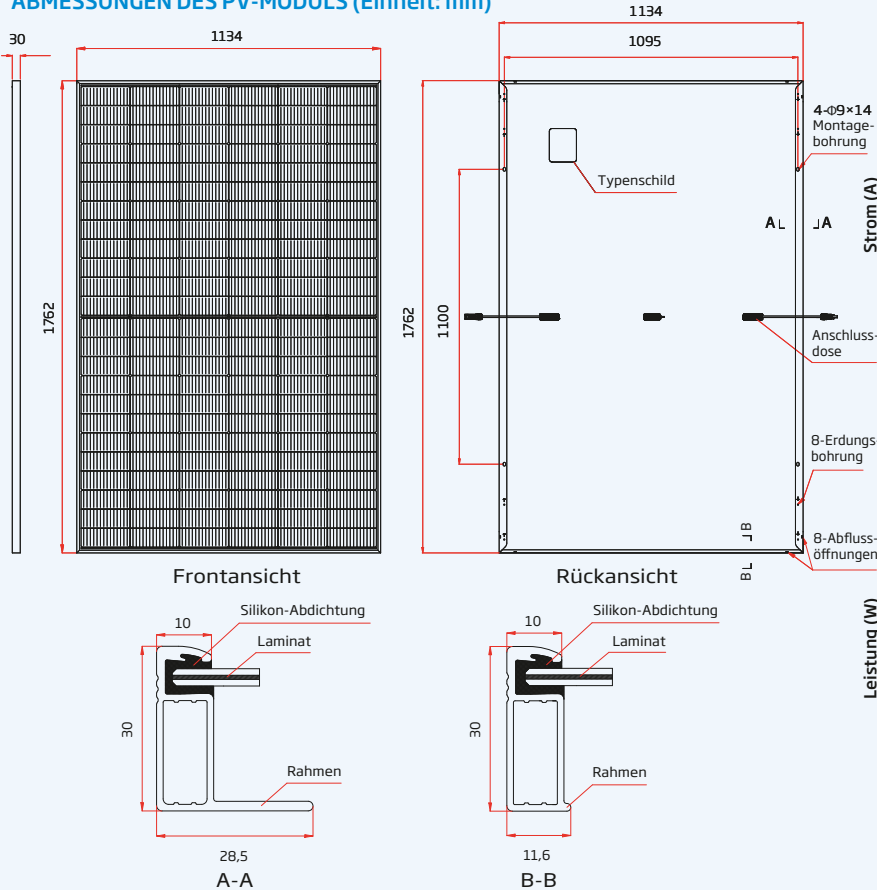 ABMESSUNGEN DES PV-MODULS (Einheit: mm)
30
1134
1762
Frontansicht
1134
1095
1762
1100
4-Φ9×14
Montage-
bohrung
Typenschild
A
A
Anschluss-
dose
8-Erdungs-
bohrung
8-Abfluss-
öffnungen
B
B
Rückansicht
Strom (A)
Leistung (W)
10
Silikon-Abdichtung
Laminat
30
Rahmen
28,5
A-A
10
Silikon-Abdichtung
Laminat
30
Rahmen
11,6
B-B